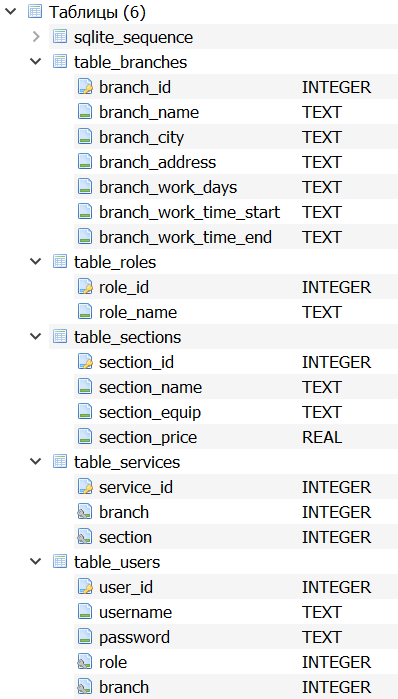 Таблицы (6)
sqlite_sequence
table_branches
branch_id INTEGER
branch_name TEXT
branch_city TEXT
branch_address TEXT
branch_work_days TEXT
branch_work_time_start TEXT
branch_work_time_end TEXT
table_roles
role_id INTEGER
role_name TEXT
table_sections
section_id INTEGER
section_name TEXT
section_equip TEXT
section_price REAL
table_services
service_id INTEGER
branch INTEGER
section INTEGER
table_users
user_id INTEGER
username TEXT
password TEXT
role INTEGER
branch INTEGER